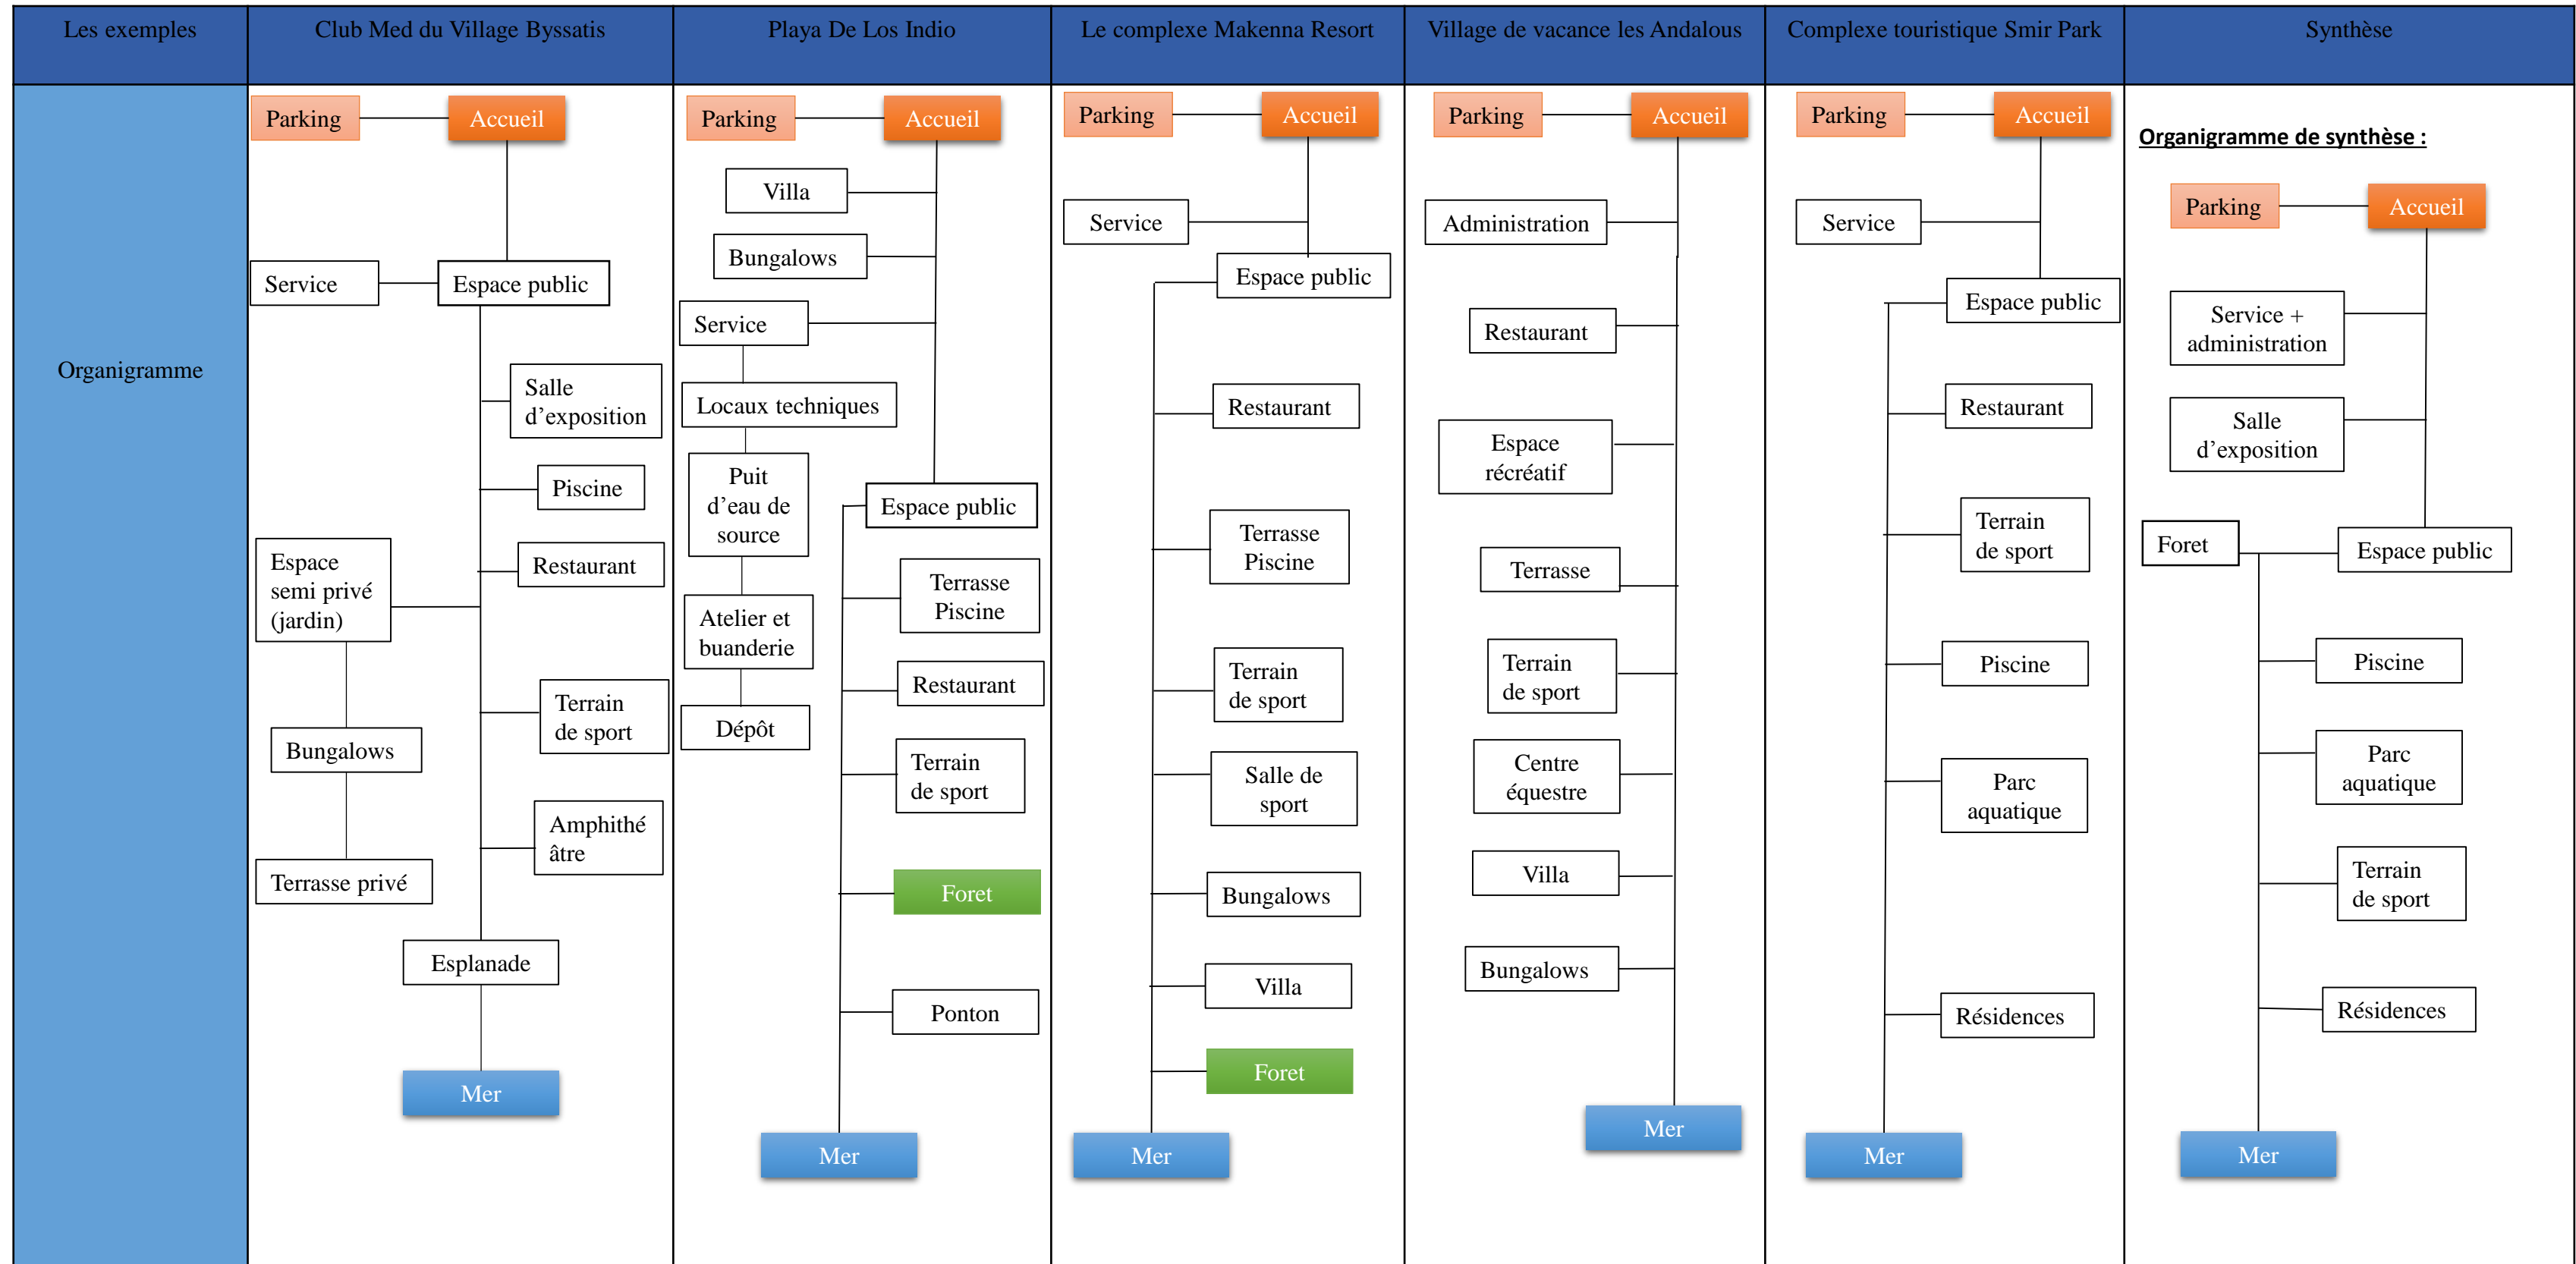 Les exemples
Club Med du Village Byssatis
Playa De Los Indio
Le complexe Makenna Resort
Village de vacance les Andalous
Complexe touristique Smir Park
Synthèse
Organigramme
Parking
Accueil
Service
Espace public
Salle
d’exposition
Piscine
Restaurant
Espace
semi privé
(jardin)
Terrain
de sport
Bungalows
Amphithé
âtre
Terrasse privé
Esplanade
Mer
Parking
Accueil
Villa
Bungalows
Service
Locaux techniques
Puit
d’eau de
source
Atelier et
buanderie
Dépôt
Espace public
Terrasse
Piscine
Restaurant
Terrain
de sport
Foret
Ponton
Mer
Parking
Accueil
Service
Espace public
Restaurant
Terrasse
Piscine
Terrain
de sport
Salle de
sport
Bungalows
Villa
Foret
Mer
Parking
Accueil
Administration
Restaurant
Espace
récréatif
Terrasse
Terrain
de sport
Centre
équestre
Villa
Bungalows
Mer
Parking
Accueil
Service
Espace public
Restaurant
Terrain
de sport
Piscine
Parc
aquatique
Résidences
Mer
Organigramme de synthèse :
Parking
Accueil
Service +
administration
Salle
d’exposition
Foret
Espace public
Piscine
Parc
aquatique
Terrain
de sport
Résidences
Mer